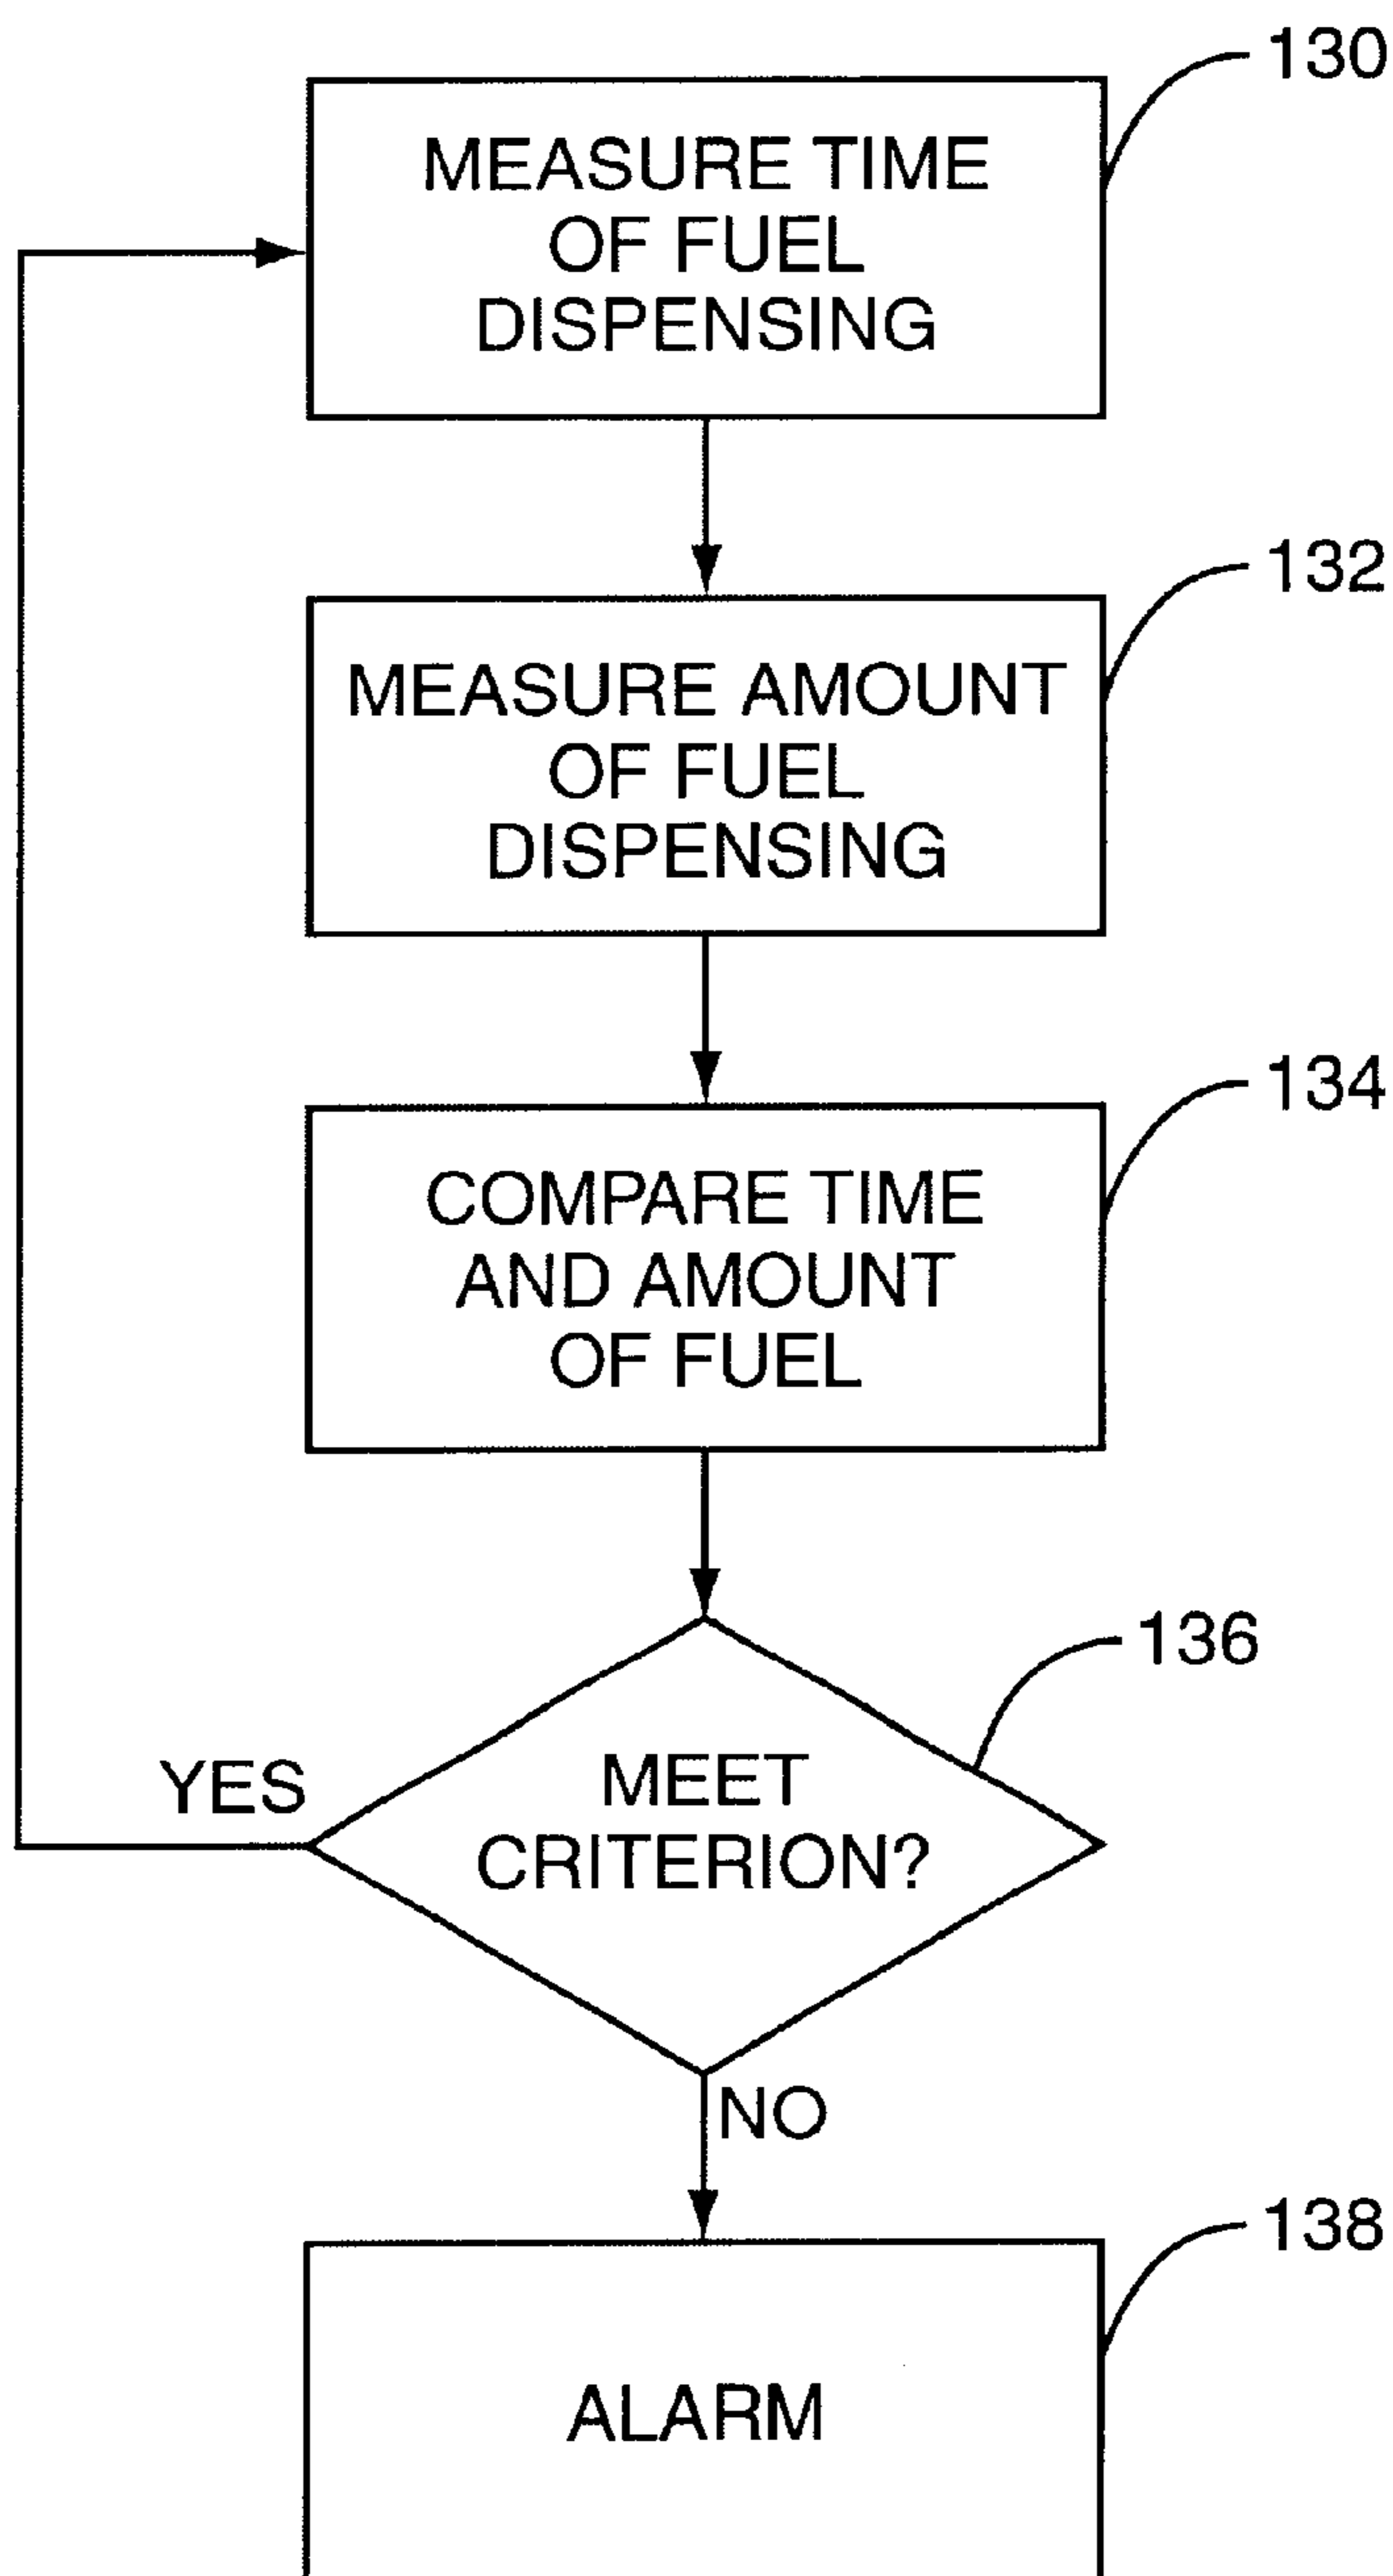 130
MEASURE TIME
OF FUEL
DISPENSING
132
MEASURE AMOUNT
OF FUEL
DISPENSING
134
COMPARE TIME
AND AMOUNT
OF FUEL
136
MEET
CRITERION?
YES
NO
138
ALARM